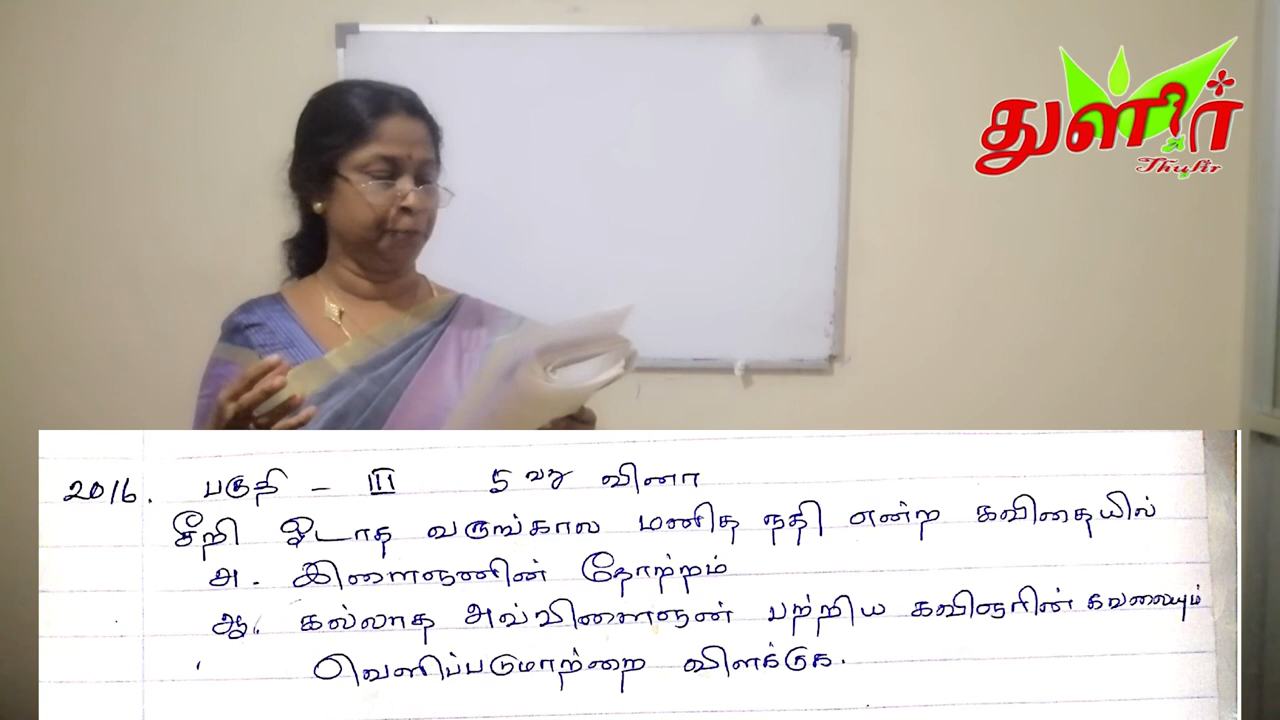 துளிர்
Thulir
2016. பகுதி - III 5 வது வினா
சீறி ஓடாத வருங்கால மணித நதி என்ற கவிதையில்
அ. இளைஞனின் தோற்றம்
ஆ. கல்லாத அவ்விளைஞன் பற்றிய கவிஞரின் கவலையும்
வெளிப்படுமாற்றை விளக்குக.